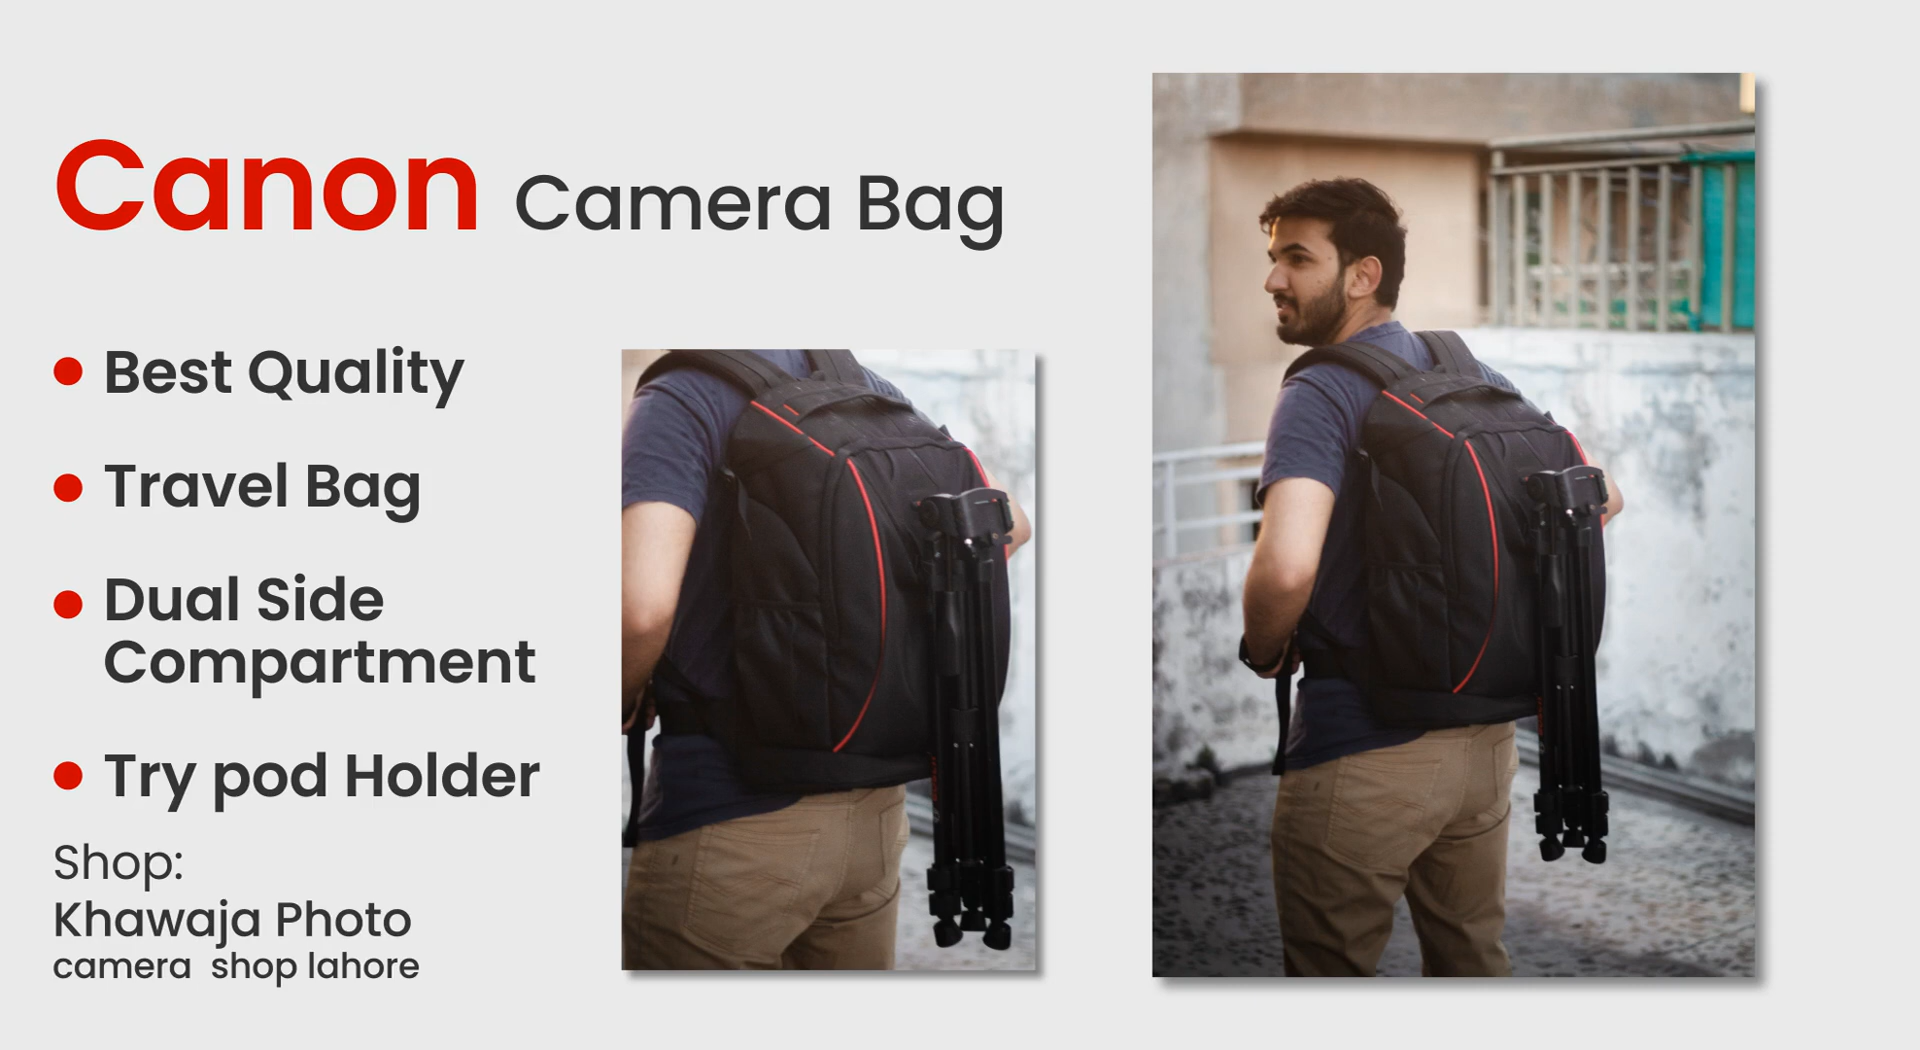 Canon Camera Bag
Best Quality
Travel Bag
Dual Side
Compartment
Try pod Holder
Shop:
Khawaja Photo
camera shop lahore